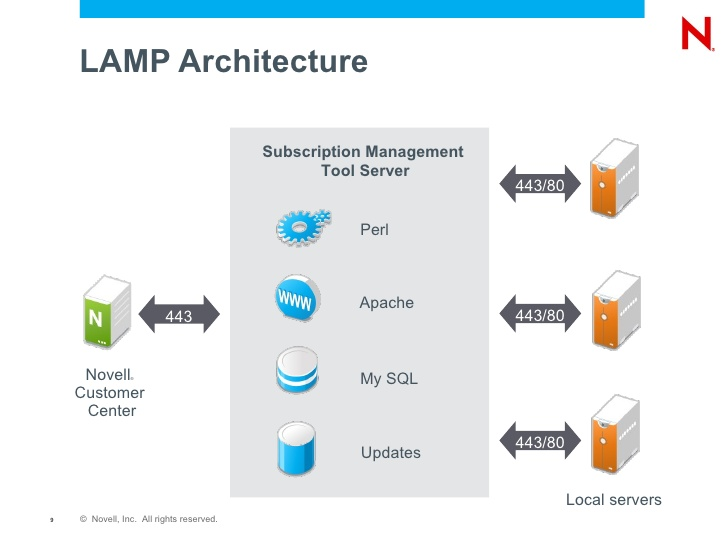 N
LAMP Architecture
Subscription Management
Tool Server
443/80
Perl
WWW
Apache
N
443
443/80
Novell®
Customer
Center
My SQL
Updates
443/80
Local servers
9
© Novell, Inc. All rights reserved.